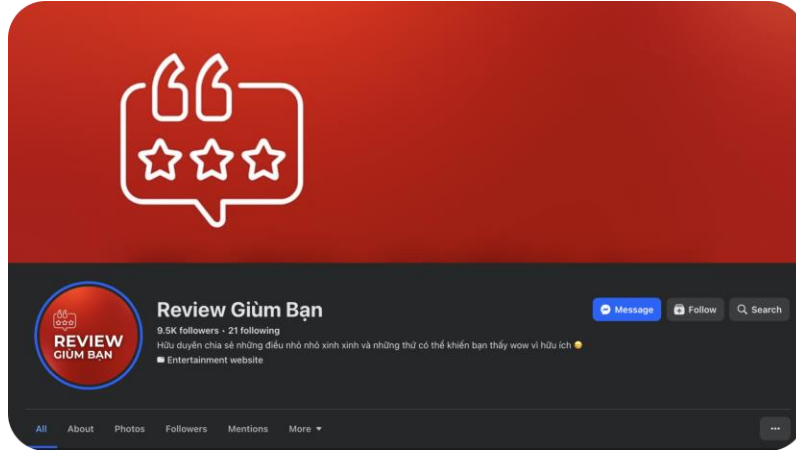 REVIEW
GIÙM BẠN
Review Giùm Bạn
9.5K followers • 21 following
Hữu duyên chia sẻ những điều nhỏ nhỏ xinh xinh và những thứ có thể khiến bạn thấy wow vì hữu ích
Entertainment website
Message
Follow
Search
All
About
Photos
Followers
Mentions
More